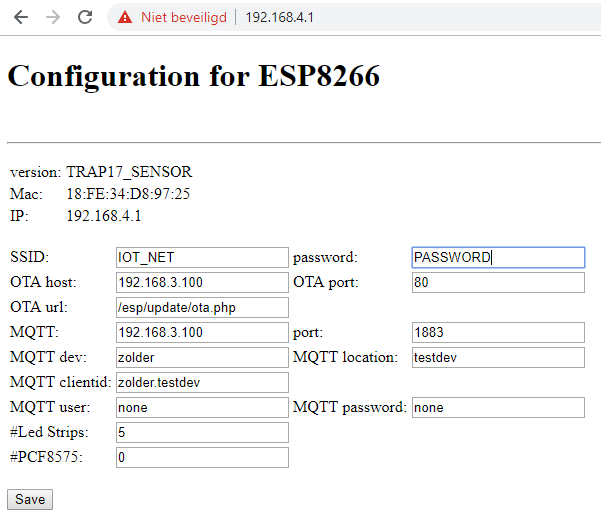 Niet beveiligd | 192.168.4.1
Configuration for ESP8266
version: TRAP17_SENSOR
Mac: 18:FE:34:D8:97:25
IP: 192.168.4.1
SSID: IOT_NET password: PASSWORD
OTA host: 192.168.3.100 OTA port: 80
OTA url: /esp/update/ota.php
MQTT: 192.168.3.100 port: 1883
MQTT dev: zolder MQTT location: testdev
MQTT clientid: zolder.testdev
MQTT user: none MQTT password: none
#Led Strips: 5
#PCF8575: 0
Save